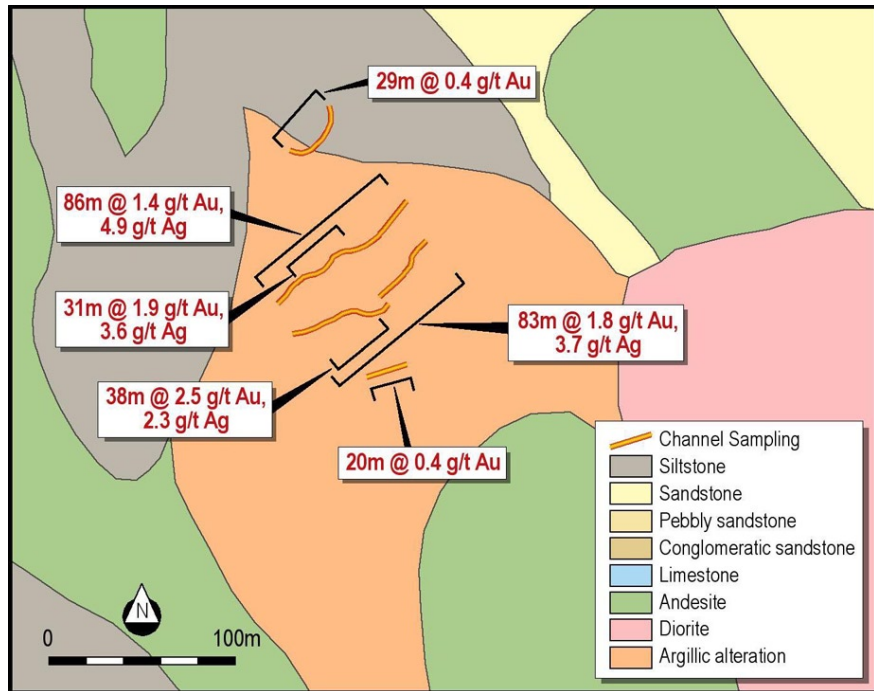 29m @ 0.4 g/t Au
86m @ 1.4 g/t Au,
4.9 g/t Ag
31m @ 1.9 g/t Au,
3.6 g/t Ag
83m @ 1.8 g/t Au,
3.7 g/t Ag
38m @ 2.5 g/t Au,
2.3 g/t Ag
20m @ 0.4 g/t Au
Channel Sampling
Siltstone
Sandstone
Pebbly sandstone
Conglomeratic sandstone
Limestone
Andesite
Diorite
Argillic alteration
N
0 100m